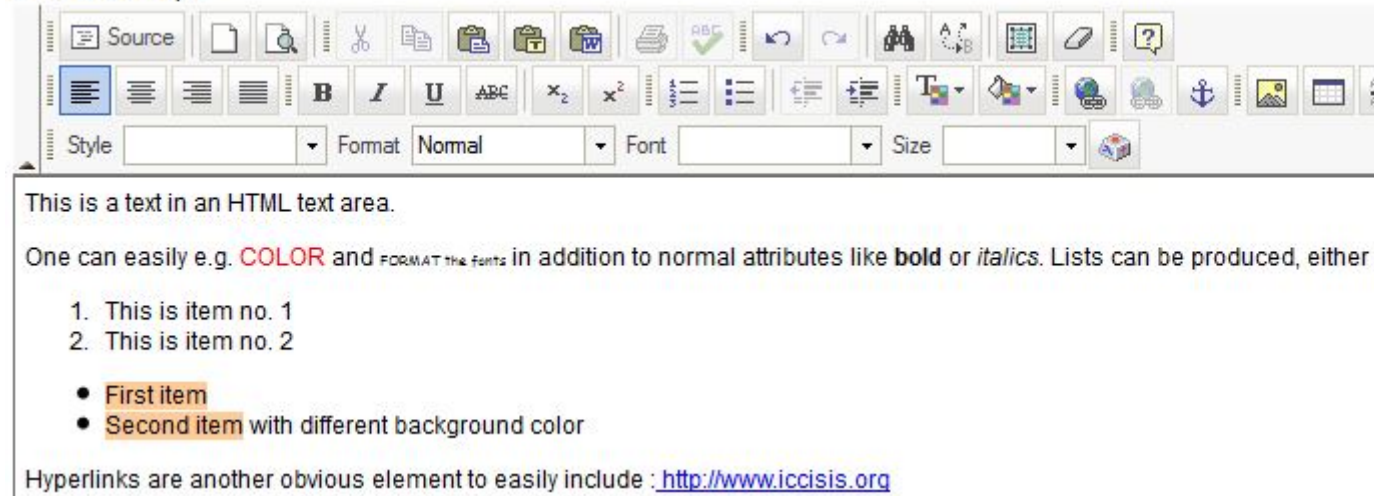 Source
B I U ABC x₂ x²
Style Format Normal Font Size
This is a text in an HTML text area.
One can easily e.g. COLOR and FORMAT the fonts in addition to normal attributes like bold or italics. Lists can be produced, either
1. This is item no. 1
2. This is item no. 2
• First item
• Second item with different background color
Hyperlinks are another obvious element to easily include : http://www.iccisis.org